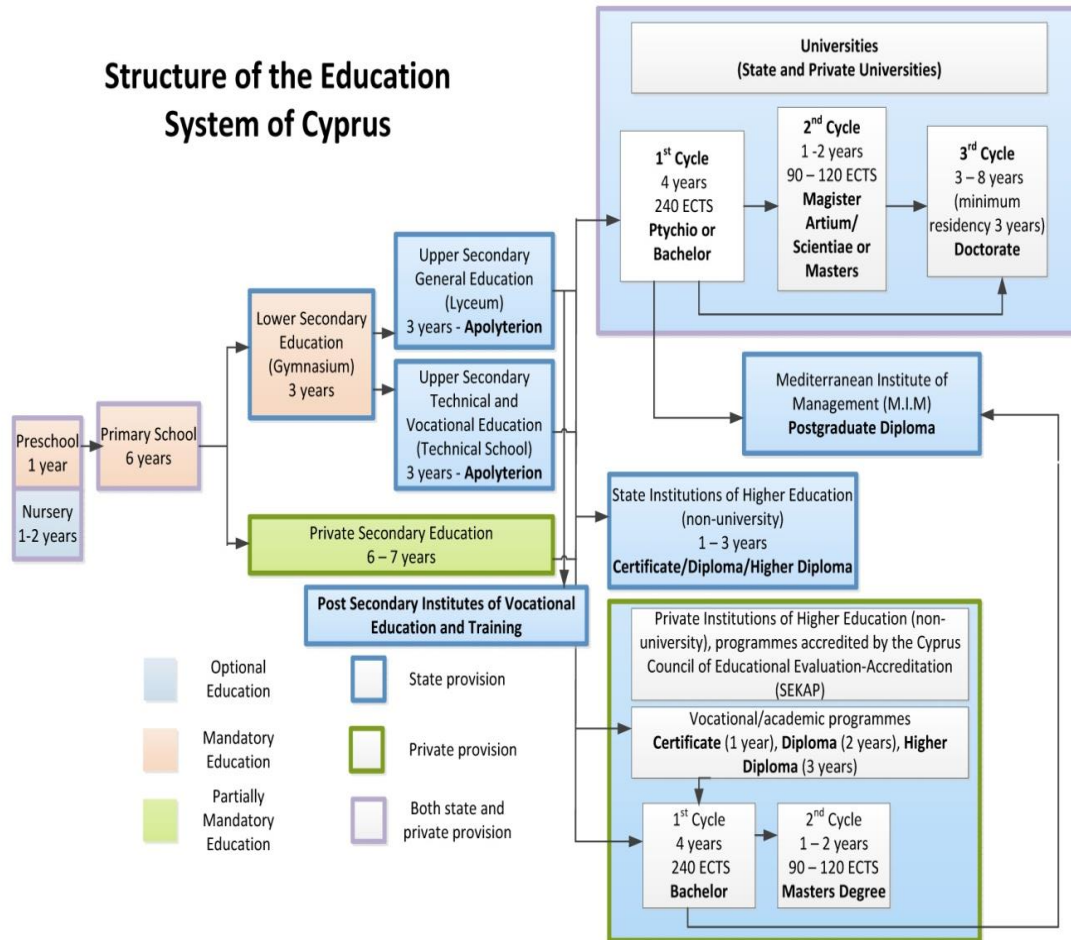 Structure of the Education
System of Cyprus
Universities
(State and Private Universities)
1st Cycle
4 years
240 ECTS
Ptychio or
Bachelor
2nd Cycle
1 -2 years
90 – 120 ECTS
Magister
Artium/
Scientiae or
Masters
3rd Cycle
3 – 8 years
(minimum
residency 3 years)
Doctorate
Upper Secondary
General Education
(Lyceum)
3 years - Apolyterion
Lower Secondary
Education
(Gymnasium)
3 years
Upper Secondary
Technical and
Vocational Education
(Technical School)
3 years - Apolyterion
Mediterranean Institute of
Management (M.I.M)
Postgraduate Diploma
Preschool
1 year
Nursery
1-2 years
Primary School
6 years
State Institutions of Higher Education
(non-university)
1 – 3 years
Certificate/Diploma/Higher Diploma
Private Secondary Education
6 – 7 years
Post Secondary Institutes of Vocational
Education and Training
Private Institutions of Higher Education (non-
university), programmes accredited by the Cyprus
Council of Educational Evaluation-Accreditation
(SEKAP)
Vocational/academic programmes
Certificate (1 year), Diploma (2 years), Higher
Diploma (3 years)
1st Cycle
4 years
240 ECTS
Bachelor
2nd Cycle
1 – 2 years
90 – 120 ECTS
Masters Degree
Optional
Education
State provision
Mandatory
Education
Private provision
Partially
Mandatory
Education
Both state and
private provision